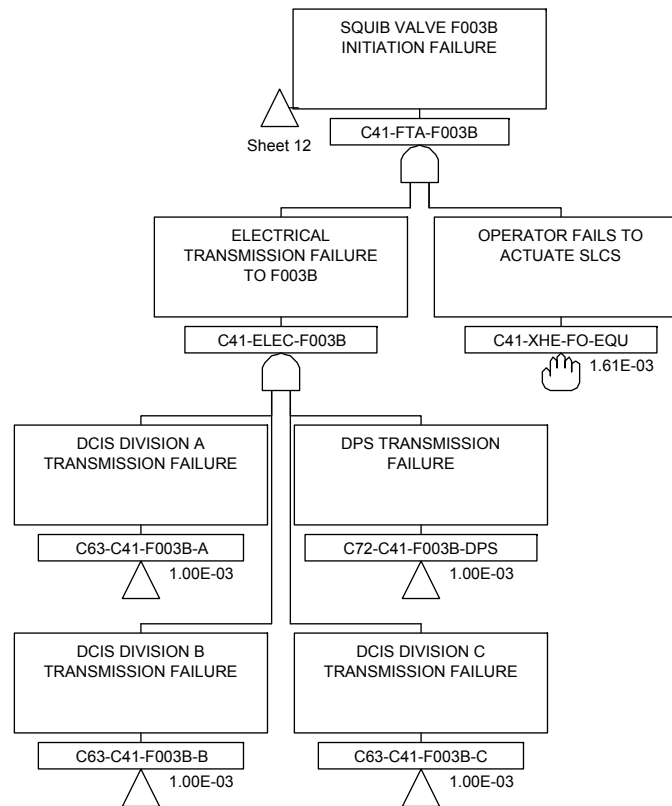 SQUIB VALVE F003B
INITIATION FAILURE
Sheet 12
C41-FTA-F003B
ELECTRICAL
TRANSMISSION FAILURE
TO F003B
C41-ELEC-F003B
OPERATOR FAILS TO
ACTUATE SLCS
C41-XHE-FO-EQU
1.61E-03
DCIS DIVISION A
TRANSMISSION FAILURE
C63-C41-F003B-A
1.00E-03
DPS TRANSMISSION
FAILURE
C72-C41-F003B-DPS
1.00E-03
DCIS DIVISION B
TRANSMISSION FAILURE
C63-C41-F003B-B
1.00E-03
DCIS DIVISION C
TRANSMISSION FAILURE
C63-C41-F003B-C
1.00E-03